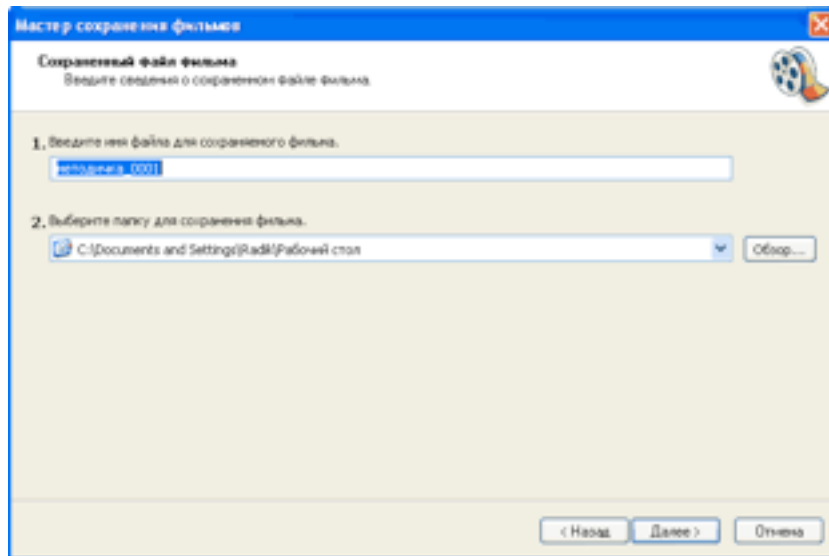 Мастер сохранения фильмов
Сохраненный файл фильма
Введите сведения о сохраненном файле фильма.
1. Введите имя файла для сохраняемого фильма.
методичка_0001
2. Выберите папку для сохранения фильма.
C:\Documents and Settings\Radik\Рабочий стол
Обзор...
< Назад
Далее >
Отмена